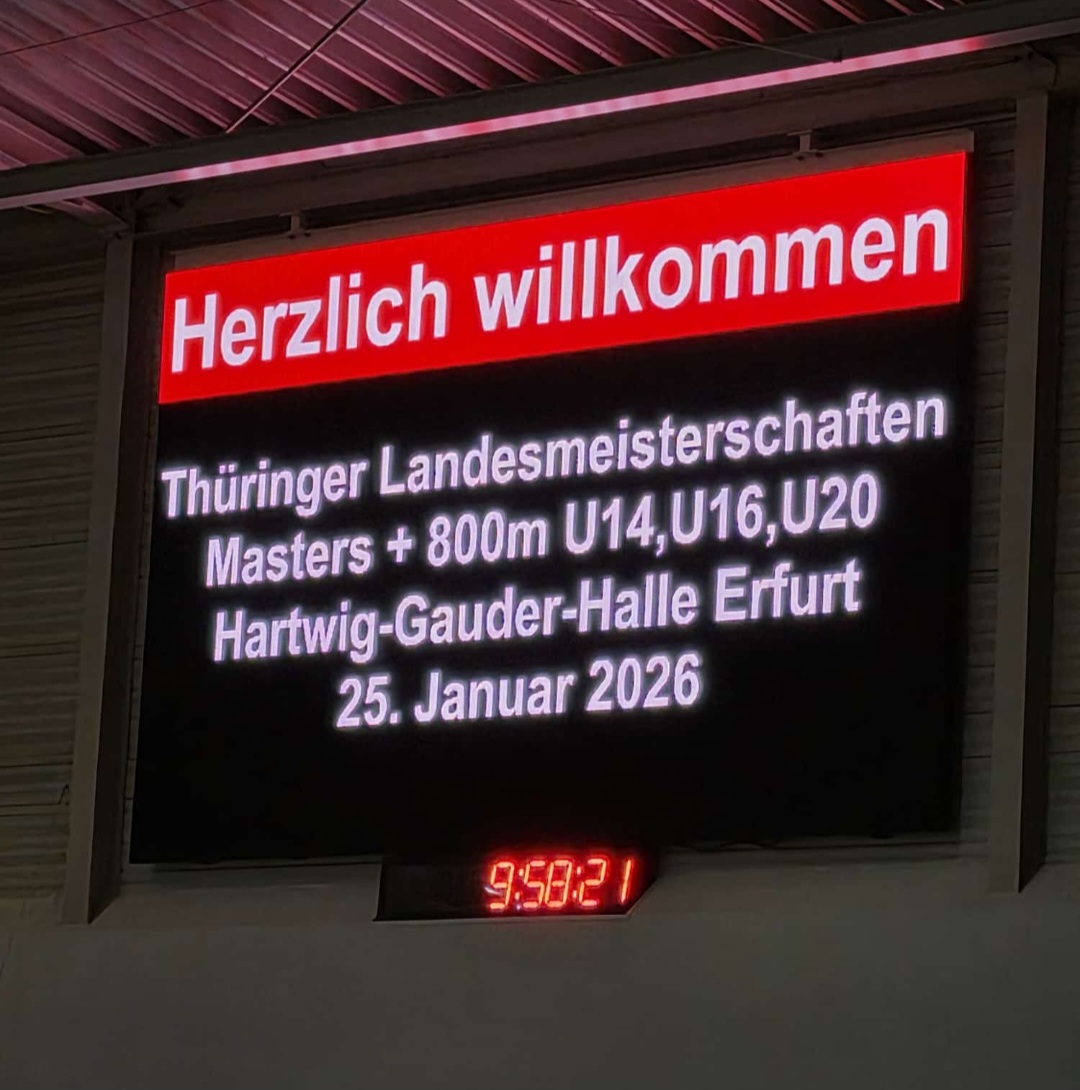 Herzlich willkommen
Thüringer Landesmeisterschaften
Masters + 800m U14,U16,U20
Hartwig-Gauder-Halle Erfurt
25. Januar 2026
9:58:21